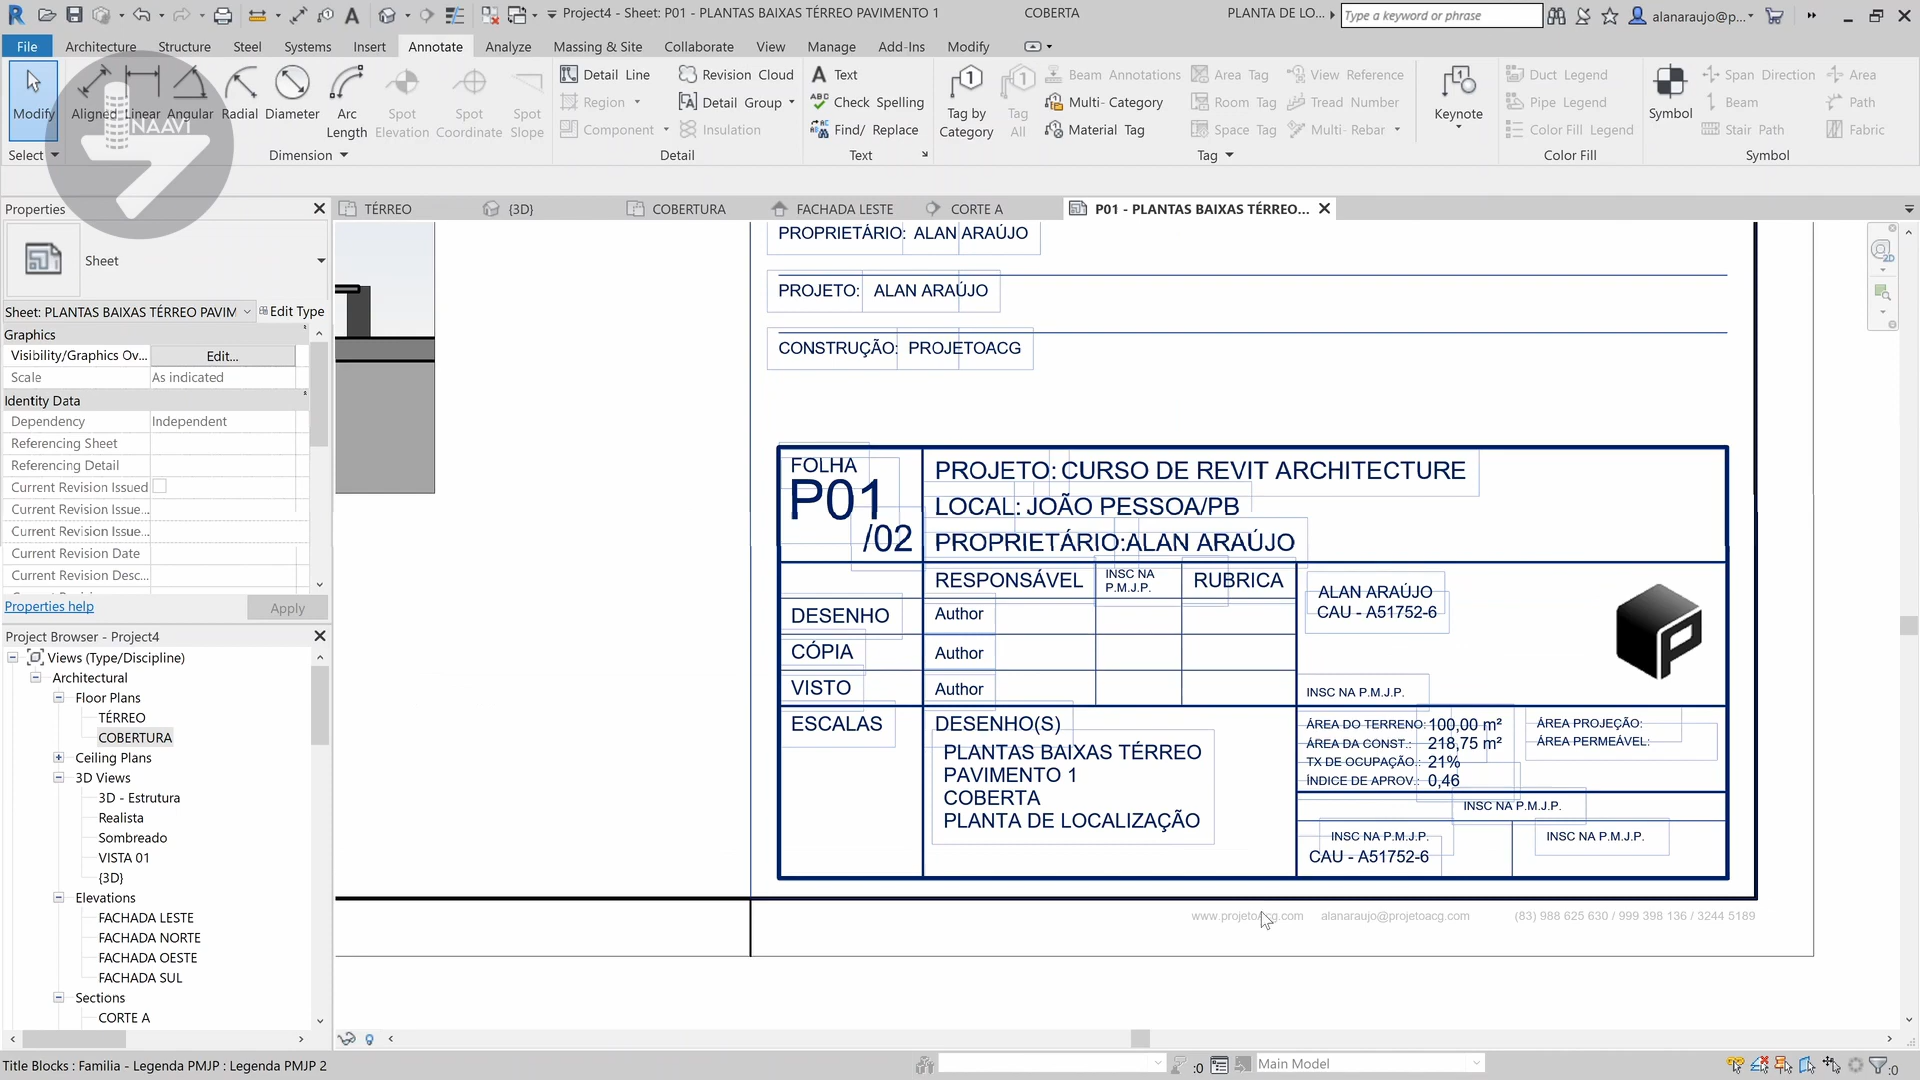 Project4 - Sheet: P01 - PLANTAS BAIXAS TÉRREO PAVIMENTO 1 COBERTA PLANTA DE LO... Type a keyword or phrase alanaraujo@p...
File Architecture Structure Steel Systems Insert Annotate Analyze Massing & Site Collaborate View Manage Add-Ins Modify
Modify Aligned Linear Angular Radial Diameter Arc Length Spot Elevation Spot Coordinate Spot Slope
Detail Line Revision Cloud
Region Detail Group
Component Insulation
Text
Check Spelling
Find/ Replace
Tag by Category Tag All
Beam Annotations Area Tag View Reference
Multi- Category Room Tag Tread Number
Material Tag Space Tag Multi- Rebar
Keynote
Duct Legend
Pipe Legend
Color Fill Legend
Symbol
Span Direction Area
Beam Path
Stair Path Fabric
Select Dimension Detail Text Tag Color Fill Symbol
NAAVI
Properties
TÉRREO {3D} COBERTURA FACHADA LESTE CORTE A P01 - PLANTAS BAIXAS TÉRREO...
Sheet
Sheet: PLANTAS BAIXAS TÉRREO PAVIM Edit Type
Graphics
Visibility/Graphics Ov... Edit...
Scale As indicated
Identity Data
Dependency Independent
Referencing Sheet
Referencing Detail
Current Revision Issued
Current Revision Issue...
Current Revision Issue...
Current Revision Date
Current Revision Desc...
Properties help Apply
Project Browser - Project4
Views (Type/Discipline)
Architectural
Floor Plans
TÉRREO
COBERTURA
Ceiling Plans
3D Views
3D - Estrutura
Realista
Sombreado
VISTA 01
{3D}
Elevations
FACHADA LESTE
FACHADA NORTE
FACHADA OESTE
FACHADA SUL
Sections
CORTE A
PROPRIETÁRIO: ALAN ARAÚJO
PROJETO: ALAN ARAÚJO
CONSTRUÇÃO: PROJETOACG
FOLHA
P01
/02
PROJETO: CURSO DE REVIT ARCHITECTURE
LOCAL: JOÃO PESSOA/PB
PROPRIETÁRIO:ALAN ARAÚJO
RESPONSÁVEL INSC NA P.M.J.P. RUBRICA
DESENHO Author
CÓPIA Author
VISTO Author
ALAN ARAÚJO
CAU - A51752-6
INSC NA P.M.J.P.
ESCALAS DESENHO(S)
PLANTAS BAIXAS TÉRREO
PAVIMENTO 1
COBERTA
PLANTA DE LOCALIZAÇÃO
ÁREA DO TERRENO: 100,00 m²
ÁREA DA CONST.: 218,75 m²
TX DE OCUPAÇÃO.: 21%
ÍNDICE DE APROV.: 0,46
ÁREA PROJEÇÃO:
ÁREA PERMEÁVEL:
INSC NA P.M.J.P.
INSC NA P.M.J.P. INSC NA P.M.J.P.
CAU - A51752-6
www.projetoacg.com alanaraujo@projetoacg.com (83) 988 625 630 / 999 398 136 / 3244 5189
Title Blocks : Familia - Legenda PMJP : Legenda PMJP 2 :0 Main Model :0